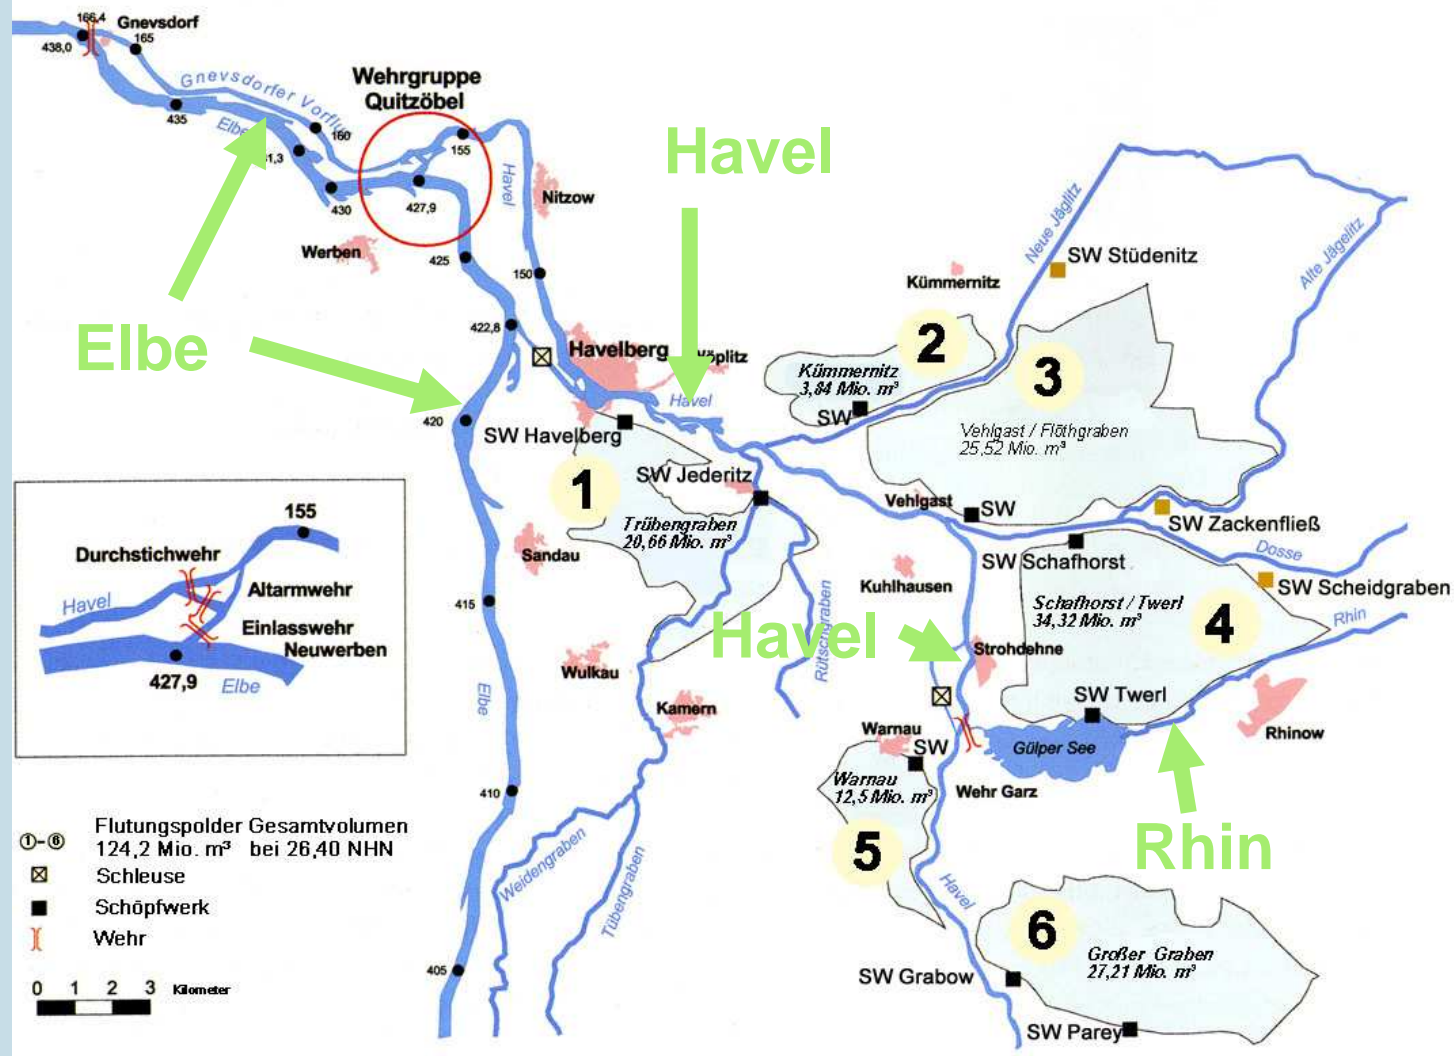 166,4
Gnevsdorf
438,0
165
Gnevsdorfer Vorflu
435
Elbe
160
Wehrgruppe
Quitzöbel
155
430
427,9
Havel
Nitzow
Werben
425
150
422,8
Havelberg
Elbe
Havel
420
SW Havelberg
Havel
Neue Jäglitz
Alte Jägelitz
SW Stüdenitz
Kümmernitz
2
Kümmernitz
3,84 Mio. m³
SW
3
Vehlgast / Flöthgraben
25,52 Mio. m³
1
SW Jederitz
Trübengraben
20,66 Mio. m³
Vehlgast
SW
SW Zackenfließ
Dosse
SW Schafhorst
SW Scheidgraben
Sandau
Kuhlhausen
Schafhorst / Twerl
34,32 Mio. m³
4
Rhin
415
Havel
Strohdehne
Rütschgraben
Wulkau
Kamern
Elbe
SW Twerl
Rhinow
Warnau
SW
Gülper See
Warnau
12,5 Mio. m³
Wehr Garz
410
5
Rhin
Weidengraben
Tübengraben
Havel
6
Großer Graben
27,21 Mio. m³
SW Grabow
405
SW Parey
155
Durchstichwehr
Altarmwehr
Havel
Einlasswehr
Neuwerben
427,9
Elbe
①-⑥ Flutungspolder Gesamtvolumen
124,2 Mio. m³ bei 26,40 NHN
Schleuse
Schöpfwerk
Wehr
0 1 2 3 Kilometer